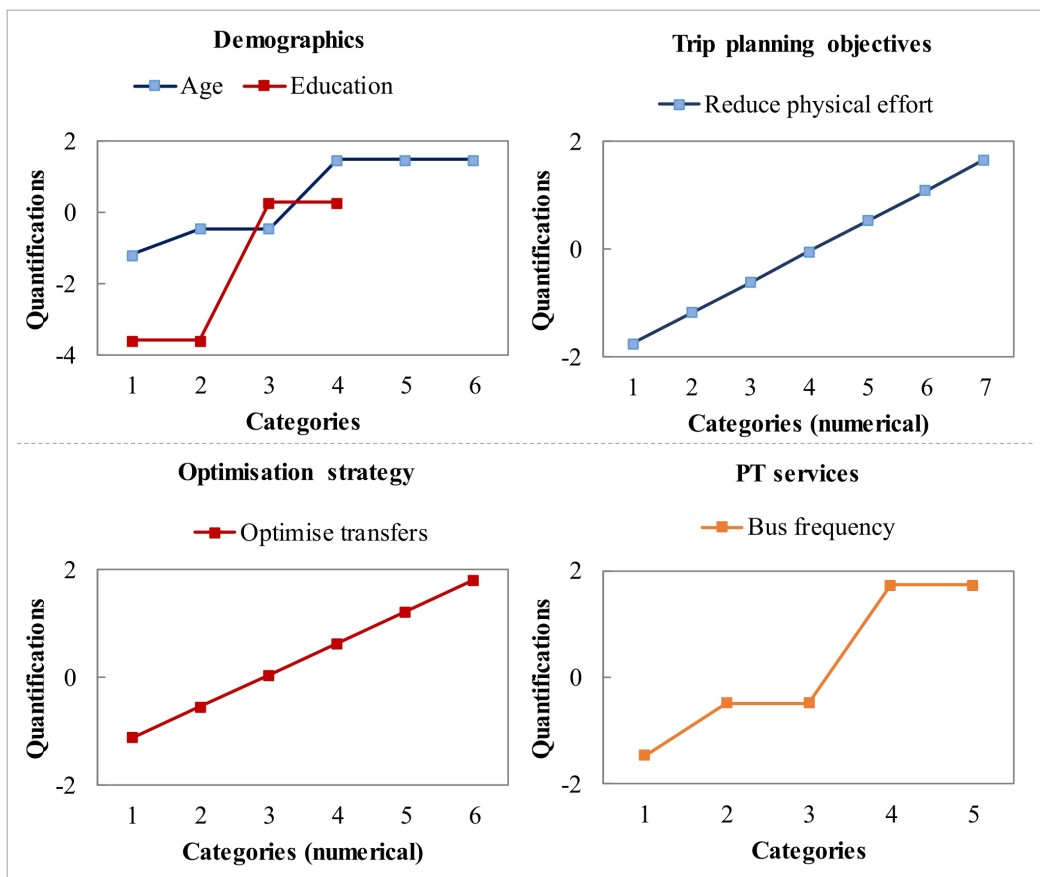 Demographics
Age Education
Quantifications
2
0
-2
-4
1 2 3 4 5 6
Categories
Trip planning objectives
Reduce physical effort
Quantifications
2
0
-2
1 2 3 4 5 6 7
Categories (numerical)
Optimisation strategy
Optimise transfers
Quantifications
2
0
-2
1 2 3 4 5 6
Categories (numerical)
PT services
Bus frequency
Quantifications
2
0
-2
1 2 3 4 5
Categories